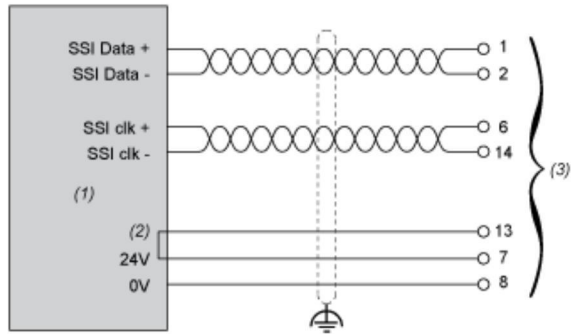 SSI Data + 1
SSI Data - 2
SSI clk + 6
SSI clk - 14
(1)
(3)
(2) 13
24V 7
0V 8